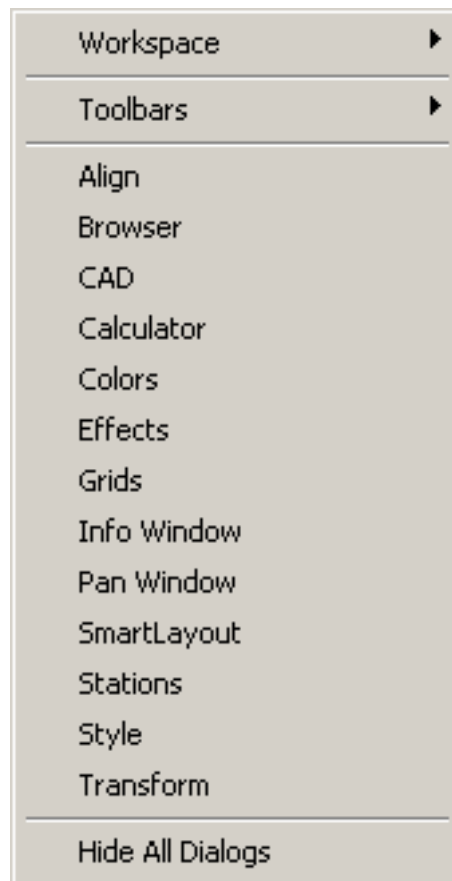 Workspace
Toolbars
Align
Browser
CAD
Calculator
Colors
Effects
Grids
Info Window
Pan Window
SmartLayout
Stations
Style
Transform
Hide All Dialogs